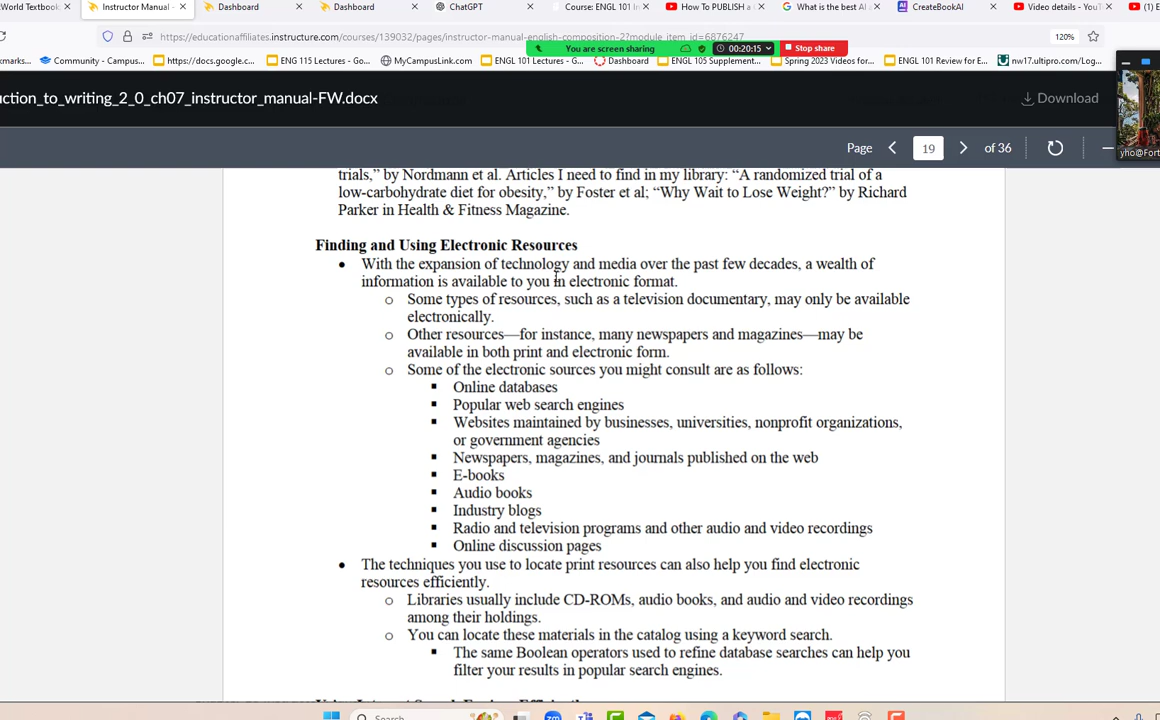 World Textbo
Instructor Manual -
Dashboard
Dashboard
ChatGPT
Course: ENGL 101 In
How To PUBLISH a C
What is the best AI a
CreateBookAI
Video details - YouT
(1) E
https://educationaffiliates.instructure.com/courses/139032/pages/instructor-manual-english-composition-2?module_item_id=6876247
120%
You are screen sharing
00:20:15
Stop share
kmarks...
Community - Campus...
https://docs.google.c...
ENG 115 Lectures - Go...
MyCampusLink.com
ENGL 101 Lectures - G...
Dashboard
ENGL 105 Supplement...
Spring 2023 Videos for...
ENGL 101 Review for E...
nw17.ultipro.com/Log...
uction_to_writing_2_0_ch07_instructor_manual-FW.docx
Download
Page
19
of 36
yho@Fort
trials,” by Nordmann et al. Articles I need to find in my library: “A randomized trial of a
low-carbohydrate diet for obesity,” by Foster et al; “Why Wait to Lose Weight?” by Richard
Parker in Health & Fitness Magazine.
Finding and Using Electronic Resources
• With the expansion of technology and media over the past few decades, a wealth of
information is available to you in electronic format.
o Some types of resources, such as a television documentary, may only be available
electronically.
o Other resources—for instance, many newspapers and magazines—may be
available in both print and electronic form.
o Some of the electronic sources you might consult are as follows:
▪ Online databases
▪ Popular web search engines
▪ Websites maintained by businesses, universities, nonprofit organizations,
or government agencies
▪ Newspapers, magazines, and journals published on the web
▪ E-books
▪ Audio books
▪ Industry blogs
▪ Radio and television programs and other audio and video recordings
▪ Online discussion pages
• The techniques you use to locate print resources can also help you find electronic
resources efficiently.
o Libraries usually include CD-ROMs, audio books, and audio and video recordings
among their holdings.
o You can locate these materials in the catalog using a keyword search.
▪ The same Boolean operators used to refine database searches can help you
filter your results in popular search engines.
Search